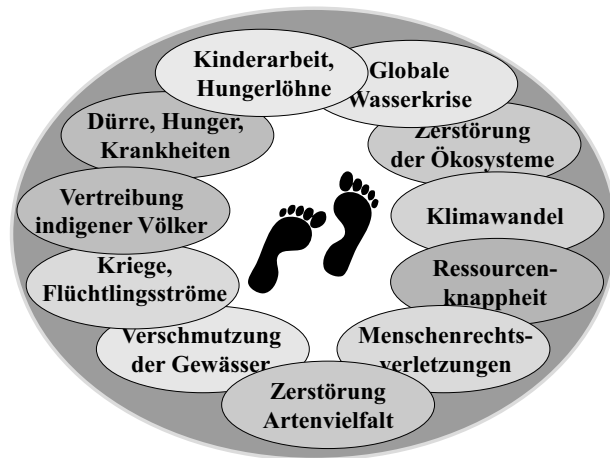 Kinderarbeit,
Hungerlöhne
Globale
Wasserkrise
Dürre, Hunger,
Krankheiten
Zerstörung
der Ökosysteme
Vertreibung
indigener Völker
Klimawandel
Kriege,
Flüchtlingsströme
Ressourcen-
knappheit
Verschmutzung
der Gewässer
Menschenrechts-
verletzungen
Zerstörung
Artenvielfalt